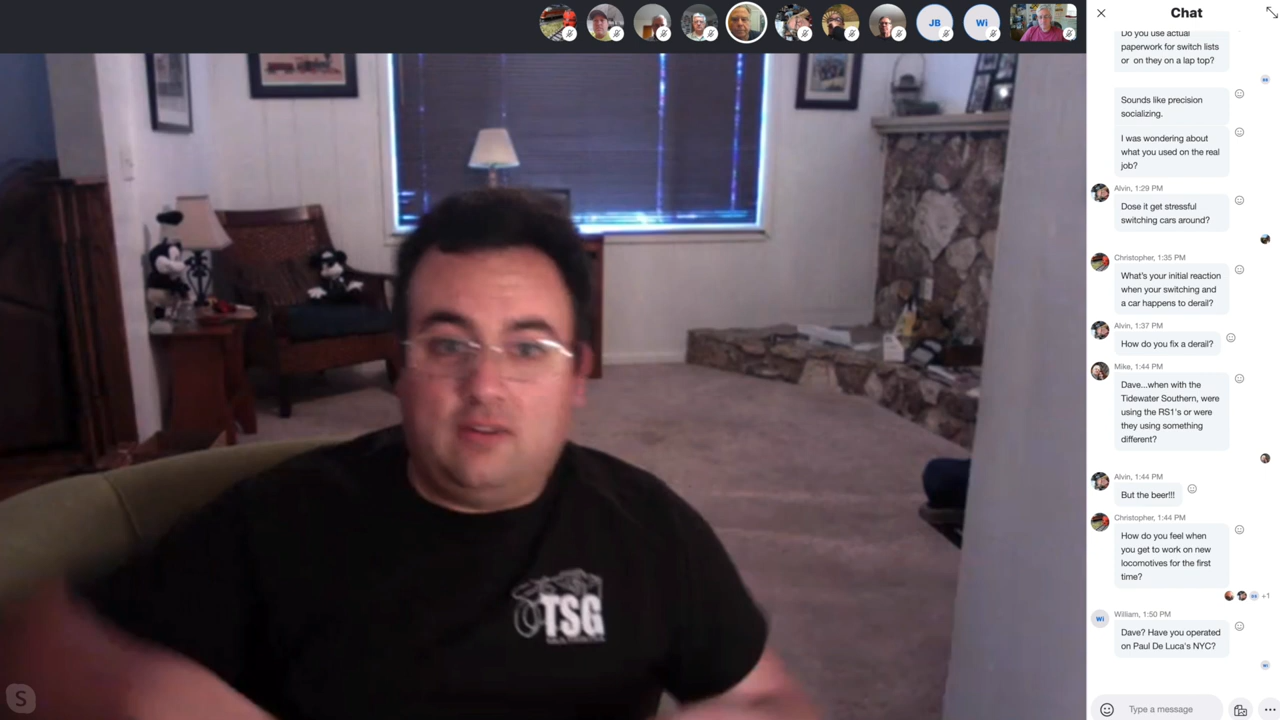 JB
Wi
Chat
Do you use actual
paperwork for switch lists
or on they on a lap top?
Sounds like precision
socializing.
I was wondering about
what you used on the real
job?
Alvin, 1:29 PM
Dose it get stressful
switching cars around?
Christopher, 1:35 PM
What's your initial reaction
when your switching and
a car happens to derail?
Alvin, 1:37 PM
How do you fix a derail?
Mike, 1:44 PM
Dave...when with the
Tidewater Southern, were
using the RS1's or were
they using something
different?
Alvin, 1:44 PM
But the beer!!!
Christopher, 1:44 PM
How do you feel when
you get to work on new
locomotives for the first
time?
+1
William, 1:50 PM
Wi
Dave? Have you operated
on Paul De Luca's NYC?
Type a message
TSG
S